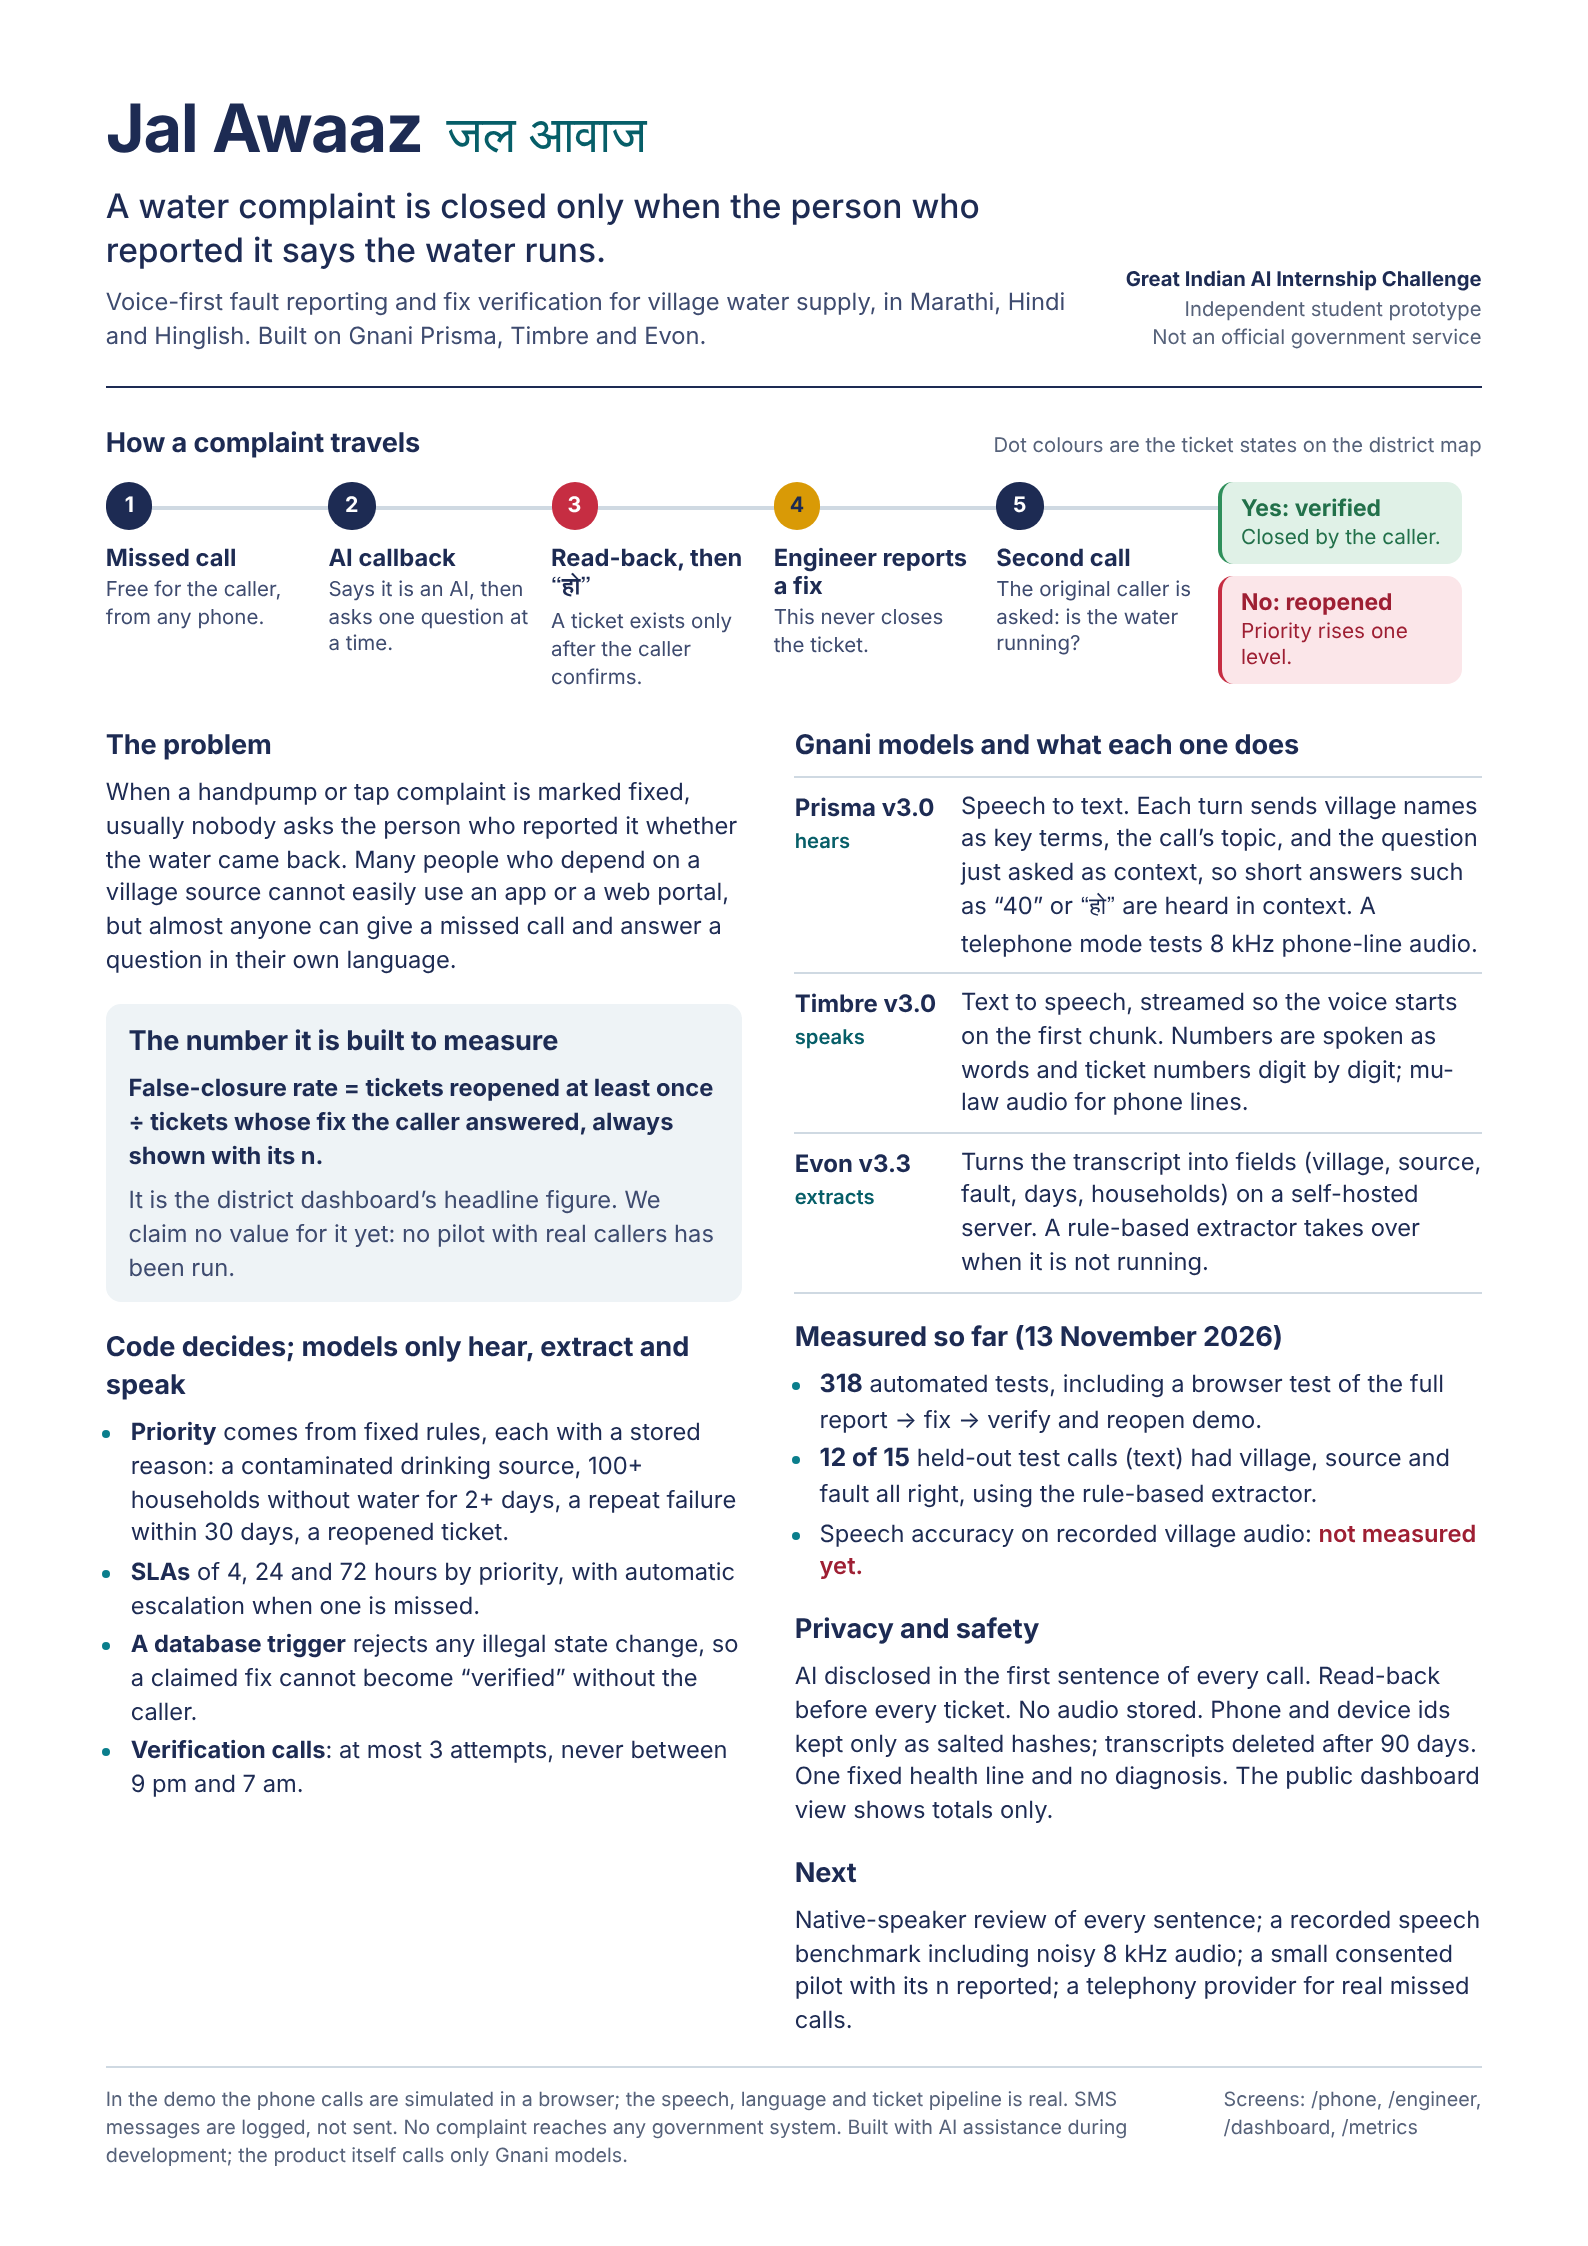 Jal Awaaz जल आवाज
A water complaint is closed only when the person who
reported it says the water runs.
Voice-first fault reporting and fix verification for village water supply, in Marathi, Hindi
and Hinglish. Built on Gnani Prisma, Timbre and Evon.
Great Indian AI Internship Challenge
Independent student prototype
Not an official government service
How a complaint travels
Dot colours are the ticket states on the district map
1
Missed call
Free for the caller,
from any phone.
2
AI callback
Says it is an AI, then
asks one question at
a time.
3
Read-back, then
“हो”
A ticket exists only
after the caller
confirms.
4
Engineer reports
a fix
This never closes
the ticket.
5
Second call
The original caller is
asked: is the water
running?
Yes: verified
Closed by the caller.
No: reopened
Priority rises one
level.
The problem
When a handpump or tap complaint is marked fixed,
usually nobody asks the person who reported it whether
the water came back. Many people who depend on a
village source cannot easily use an app or a web portal,
but almost anyone can give a missed call and answer a
question in their own language.
The number it is built to measure
False-closure rate = tickets reopened at least once
÷ tickets whose fix the caller answered, always
shown with its n.
It is the district dashboard’s headline figure. We
claim no value for it yet: no pilot with real callers has
been run.
Code decides; models only hear, extract and
speak
• Priority comes from fixed rules, each with a stored
reason: a contaminated drinking source, 100+
households without water for 2+ days, a repeat failure
within 30 days, a reopened ticket.
• SLAs of 4, 24 and 72 hours by priority, with automatic
escalation when one is missed.
• A database trigger rejects any illegal state change, so
a claimed fix cannot become “verified” without the
caller.
• Verification calls: at most 3 attempts, never between
9 pm and 7 am.
Gnani models and what each one does
Prisma v3.0
hears
Speech to text. Each turn sends village names
as key terms, the call’s topic, and the question
just asked as context, so short answers such
as “40” or “हो” are heard in context. A
telephone mode tests 8 kHz phone-line audio.
Timbre v3.0
speaks
Text to speech, streamed so the voice starts
on the first chunk. Numbers are spoken as
words and ticket numbers digit by digit; mu-
law audio for phone lines.
Evon v3.3
extracts
Turns the transcript into fields (village, source,
fault, days, households) on a self-hosted
server. A rule-based extractor takes over
when it is not running.
Measured so far (13 November 2026)
• 318 automated tests, including a browser test of the full
report → fix → verify and reopen demo.
• 12 of 15 held-out test calls (text) had village, source and
fault all right, using the rule-based extractor.
• Speech accuracy on recorded village audio: not measured
yet.
Privacy and safety
AI disclosed in the first sentence of every call. Read-back
before every ticket. No audio stored. Phone and device ids
kept only as salted hashes; transcripts deleted after 90 days.
One fixed health line and no diagnosis. The public dashboard
view shows totals only.
Next
Native-speaker review of every sentence; a recorded speech
benchmark including noisy 8 kHz audio; a small consented
pilot with its n reported; a telephony provider for real missed
calls.
In the demo the phone calls are simulated in a browser; the speech, language and ticket pipeline is real. SMS
messages are logged, not sent. No complaint reaches any government system. Built with AI assistance during
development; the product itself calls only Gnani models.
Screens: /phone, /engineer,
/dashboard, /metrics